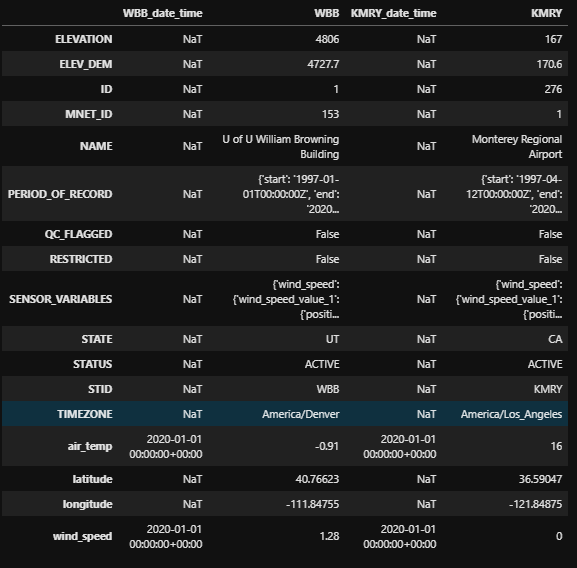 WBB_date_time WBB KMRY_date_time KMRY
ELEVATION NaT 4806 NaT 167
ELEV_DEM NaT 4727.7 NaT 170.6
ID NaT 1 NaT 276
MNET_ID NaT 153 NaT 1
NAME NaT U of U William Browning NaT Monterey Regional
Building Airport
PERIOD_OF_RECORD NaT {'start': '1997-01- NaT {'start': '1997-04-
01T00:00:00Z', 'end': 12T00:00:00Z', 'end':
'2020... '2020...
QC_FLAGGED NaT False NaT False
RESTRICTED NaT False NaT False
SENSOR_VARIABLES NaT {'wind_speed': NaT {'wind_speed':
{'wind_speed_value_1': {'wind_speed_value_1':
{'positi... {'positi...
STATE NaT UT NaT CA
STATUS NaT ACTIVE NaT ACTIVE
STID NaT WBB NaT KMRY
TIMEZONE NaT America/Denver NaT America/Los_Angeles
air_temp 2020-01-01 -0.91 2020-01-01 16
00:00:00+00:00 00:00:00+00:00
latitude NaT 40.76623 NaT 36.59047
longitude NaT -111.84755 NaT -121.84875
wind_speed 2020-01-01 1.28 2020-01-01 0
00:00:00+00:00 00:00:00+00:00